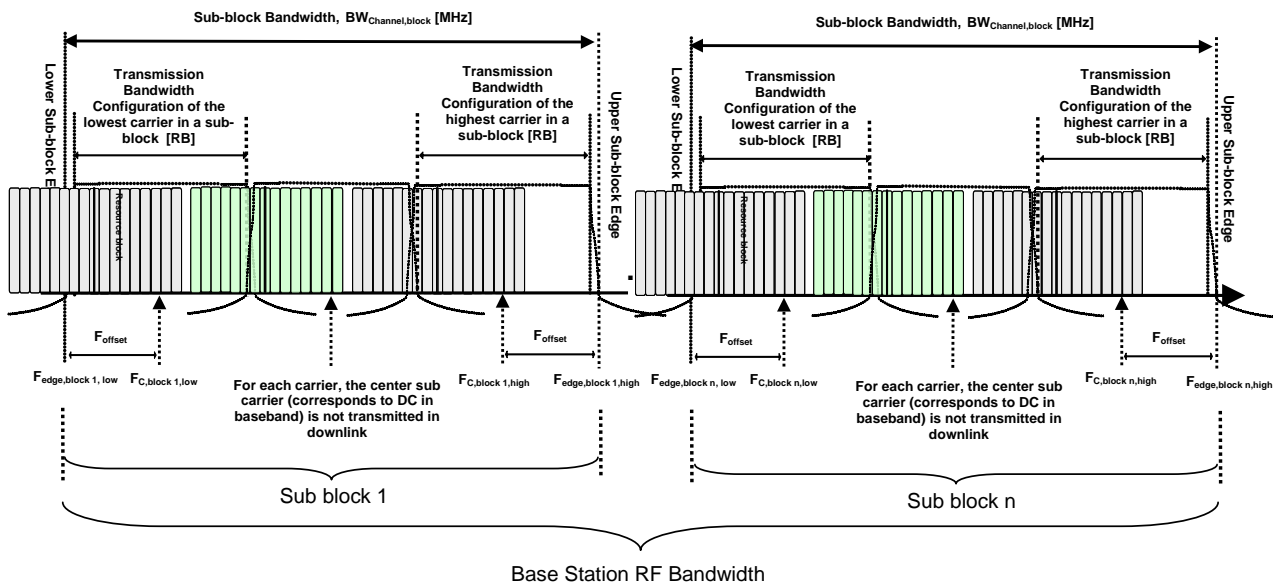 Sub-block Bandwidth, BWChannel,block [MHz]
Lower Sub-block E
Transmission
Bandwidth
Configuration of the
lowest carrier in a sub-
block [RB]
Transmission
Bandwidth
Configuration of the
highest carrier in a
sub-block [RB]
Upper Sub-block Edge
Resource block
Foffset
Foffset
Fedge,block 1, low
FC,block 1,low
For each carrier, the center sub
carrier (corresponds to DC in
baseband) is not transmitted in
downlink
FC,block 1,high
Fedge,block 1,high
Sub block 1
Sub-block Bandwidth, BWChannel,block [MHz]
Lower Sub-block E
Transmission
Bandwidth
Configuration of the
lowest carrier in a
sub-block [RB]
Transmission
Bandwidth
Configuration of the
highest carrier in a
sub-block [RB]
Upper Sub-block Edge
Resource block
Foffset
Foffset
Fedge,block n, low
FC,block n,low
For each carrier, the center sub
carrier (corresponds to DC in
baseband) is not transmitted in
downlink
FC,block n,high
Fedge,block n,high
Sub block n
Base Station RF Bandwidth